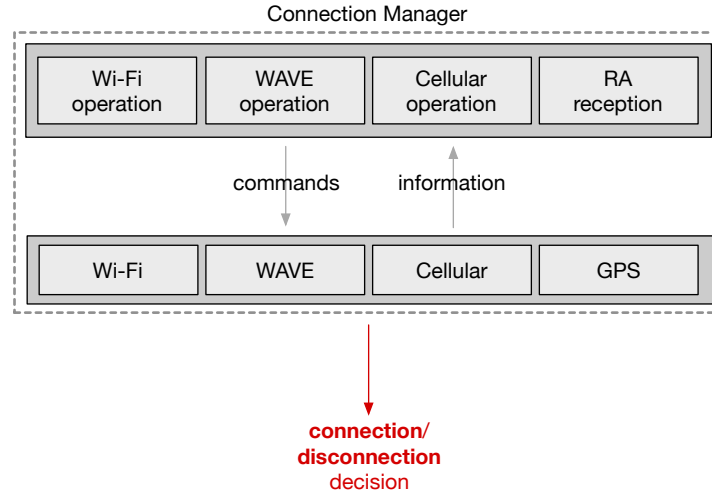 Connection Manager
Wi-Fi
operation
WAVE
operation
Cellular
operation
RA
reception
commands
information
Wi-Fi
WAVE
Cellular
GPS
connection/
disconnection
decision